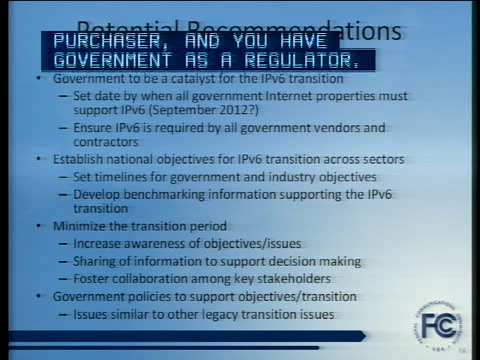 Potential Recommendations
PURCHASER, AND YOU HAVE
GOVERNMENT AS A REGULATOR.
• Government to be a catalyst for the IPv6 transition
– Set date by when all government Internet properties must
support IPv6 (September 2012?)
– Ensure IPv6 is required by all government vendors and
contractors
• Establish national objectives for IPv6 transition across sectors
– Set timelines for government and industry objectives
– Develop benchmarking information supporting the IPv6
transition
• Minimize the transition period
– Increase awareness of objectives/issues
– Sharing of information to support decision making
– Foster collaboration among key stakeholders
• Government policies to support objectives/transition
– Issues similar to other legacy transition issues
FEDERAL COMMUNICATIONS COMMISSION
FCC
USA